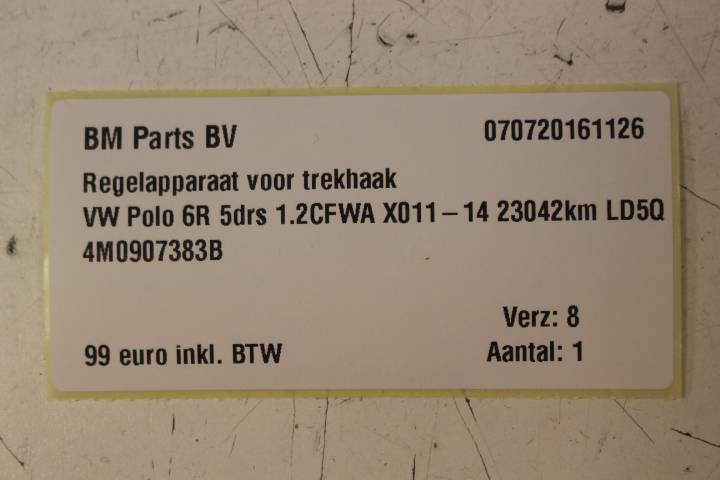 BM Parts BV 070720161126
Regelapparaat voor trekhaak
VW Polo 6R 5drs 1.2CFWA X011-14 23042km LD5Q
4M0907383B
Verz: 8
99 euro inkl. BTW Aantal: 1